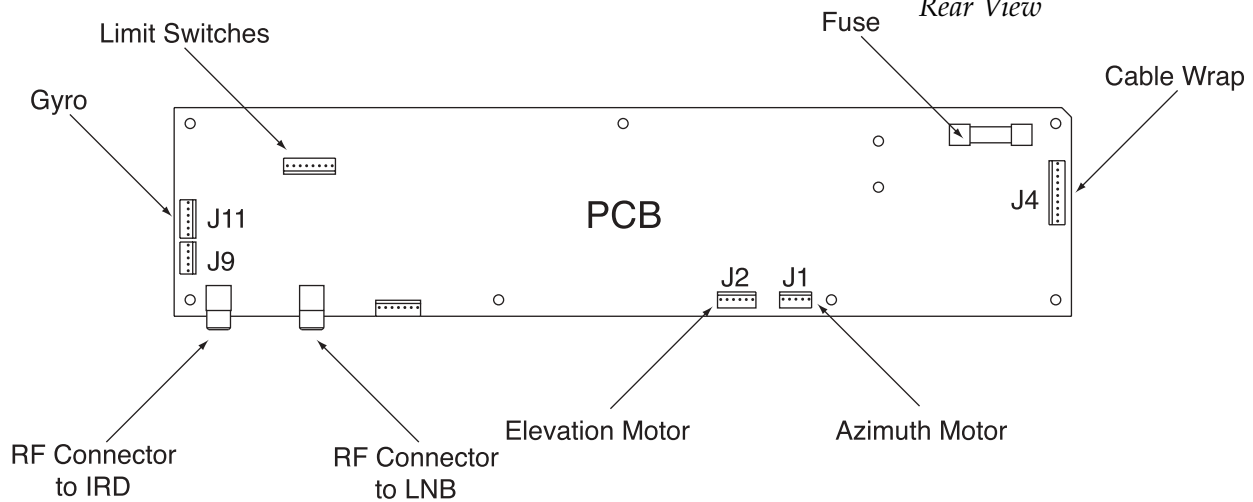 Rear View
Fuse
Limit Switches
Cable Wrap
Gyro
J4
PCB
J11
J9
J2
J1
Elevation Motor
Azimuth Motor
RF Connector
to IRD
RF Connector
to LNB